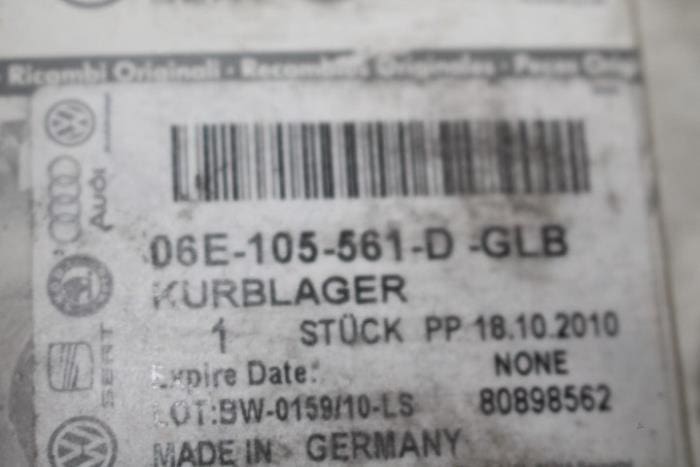 Ricambi Originali · Recambios Originales · Peças Orig
Audi
SEAT
06E-105-561-D -GLB
KURBLAGER
1 STÜCK PP 18.10.2010
Expire Date: NONE
LOT:BW-0159/10-LS 80898562
MADE IN GERMANY